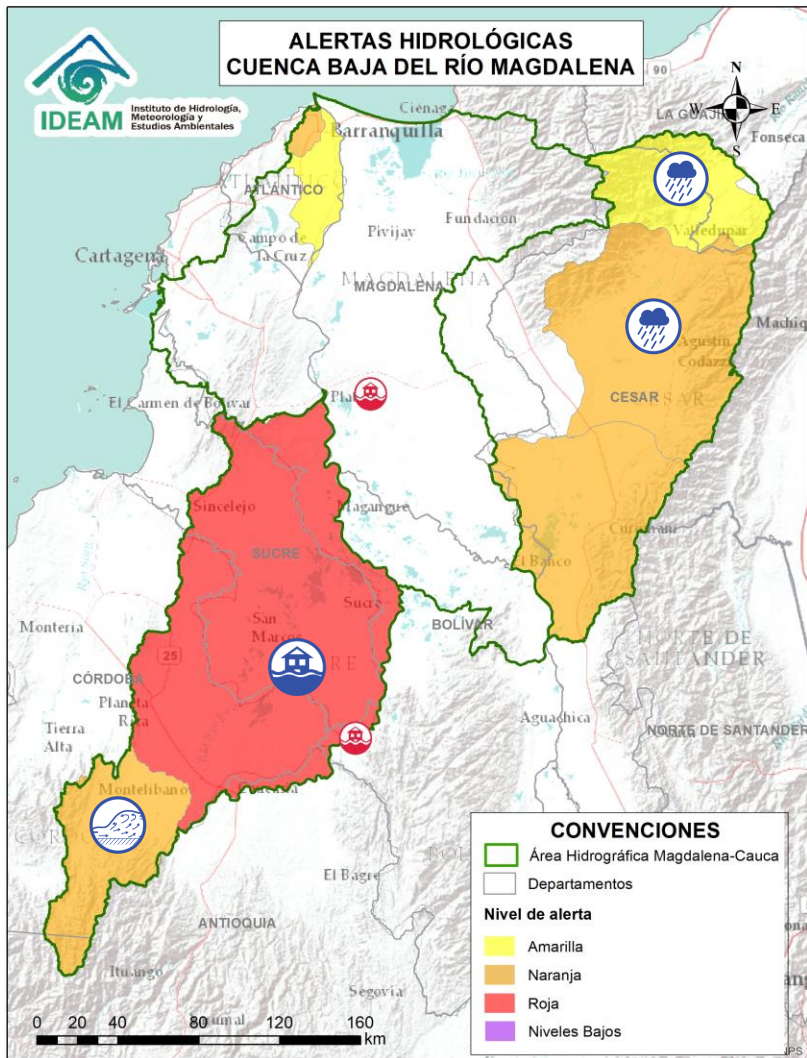 ALERTAS HIDROLÓGICAS
CUENCA BAJA DEL RÍO MAGDALENA
IDEAM
Instituto de Hidrología,
Meteorología y
Estudios Ambientales
N
W
E
S
90
Ciénaga
LA GUAJIRA
Fonseca
Barranquilla
ATLÁNTICO
Fundación
Pivijay
Valledupar
Campo de
la Cruz
Cartagena
MAGDALENA
MAGDALENA
Agustín
Codazzi
CESAR
El Carmen de Bolívar
Sincelejo
Magangue
SUCRE
El Banco
Sucre
San
Marcos
BOLÍVAR
Montería
25
NORTE DE
SANTANDER
CÓRDOBA
Planeta
Rica
Tierra
Alta
Aguachica
NORTE DE SANTANDER
Montelibano
El Bagre
ANTIOQUIA
Ituango
Segovia
CONVENCIONES
Área Hidrográfica Magdalena-Cauca
Departamentos
Nivel de alerta
Amarilla
Naranja
Roja
Niveles Bajos
0 20 40 80 120 160
km